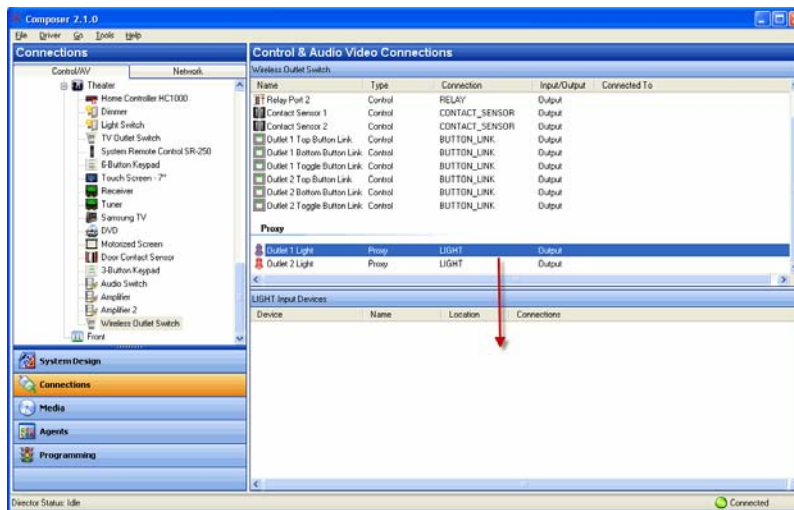 Composer 2.1.0
File Driver Go Tools Help
Connections
Control/AV Network
Theater
Home Controller HC1000
Dimmer
Light Switch
TV Outlet Switch
System Remote Control SR-250
6-Button Keypad
Touch Screen - 7"
Receiver
Tuner
Samsung TV
DVD
Motorized Screen
Door Contact Sensor
3-Button Keypad
Audio Switch
Amplifier
Amplifier 2
Wireless Outlet Switch
Front
System Design
Connections
Media
Agents
Programming
Control & Audio Video Connections
Wireless Outlet Switch
Name Type Connection Input/Output Connected To
Relay Port 2 Control RELAY Output
Contact Sensor 1 Control CONTACT_SENSOR Output
Contact Sensor 2 Control CONTACT_SENSOR Output
Outlet 1 Top Button Link Control BUTTON_LINK Output
Outlet 1 Bottom Button Link Control BUTTON_LINK Output
Outlet 1 Toggle Button Link Control BUTTON_LINK Output
Outlet 2 Top Button Link Control BUTTON_LINK Output
Outlet 2 Bottom Button Link Control BUTTON_LINK Output
Outlet 2 Toggle Button Link Control BUTTON_LINK Output
Proxy
Outlet 1 Light Proxy LIGHT Output
Outlet 2 Light Proxy LIGHT Output
LIGHT Input Devices
Device Name Location Connections
Director Status: Idle
Connected